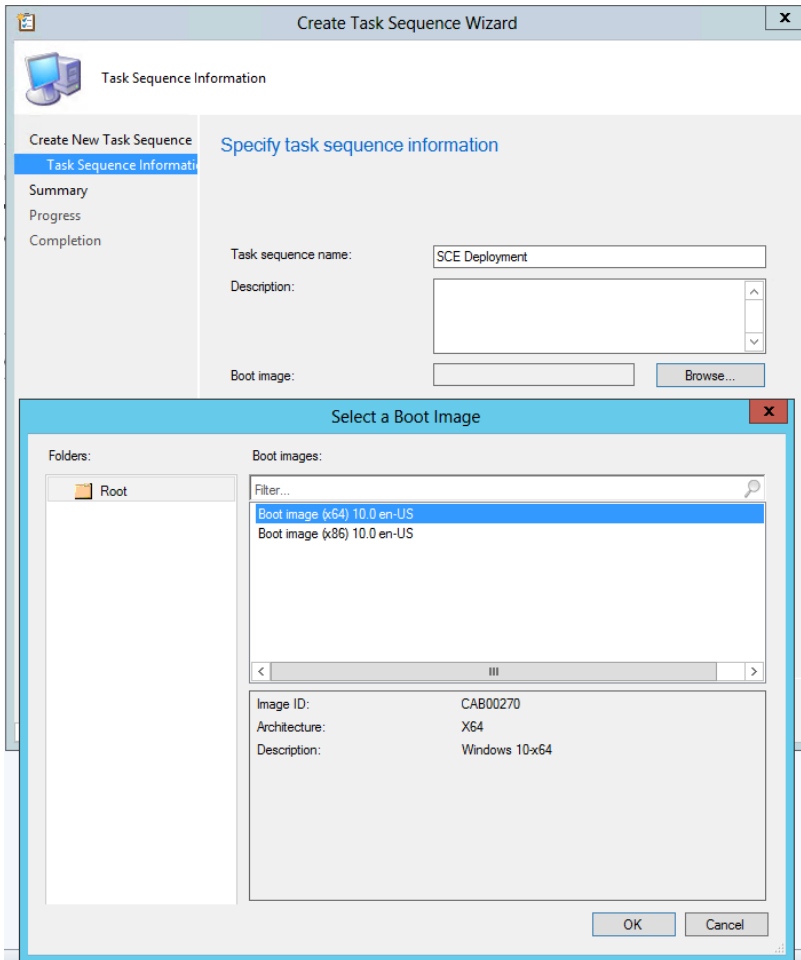 Create Task Sequence Wizard
x
Task Sequence Information
Create New Task Sequence
Task Sequence Informati
Summary
Progress
Completion
Specify task sequence information
Task sequence name:
SCE Deployment
Description:
Boot image:
Browse...
Select a Boot Image
x
Folders:
Root
Boot images:
Filter...
Boot image (x64) 10.0 en-US
Boot image (x86) 10.0 en-US
Image ID: CAB00270
Architecture: X64
Description: Windows 10-x64
OK Cancel